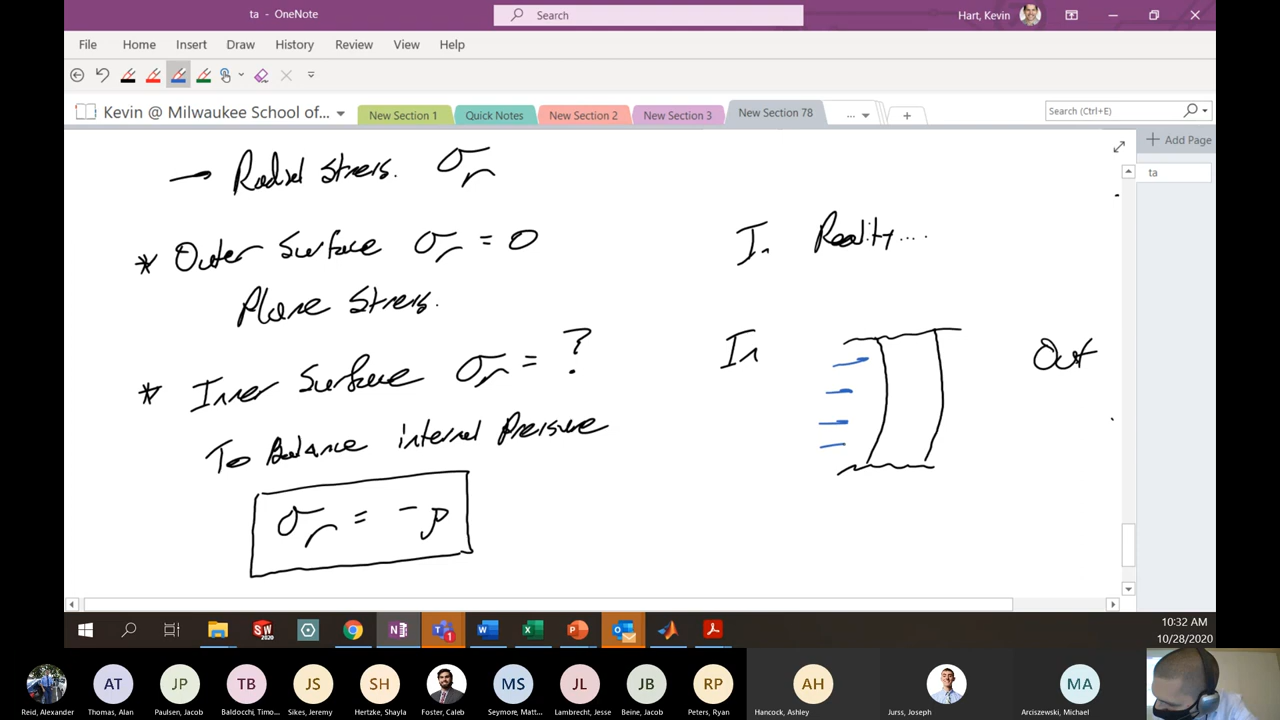 ta - OneNote
Search
Hart, Kevin
File Home Insert Draw History Review View Help
Kevin @ Milwaukee School of...
New Section 1
Quick Notes
New Section 2
New Section 3
New Section 78
...
Search (Ctrl+E)
Add Page
ta
→ Radial Stress. σr
* Outer Surface σr = 0
Plane Stress.
* Inner Surface σr = ?
To Balance internal Pressure
σr = -p
In Reality....
In
Out
SW
2020
1
10:32 AM
10/28/2020
AT JP TB JS SH MS JL JB RP AH MA
Reid, Alexander
Thomas, Alan
Paulsen, Jacob
Baldocchi, Timo...
Sikes, Jeremy
Hertzke, Shayla
Foster, Caleb
Seymore, Matt...
Lambrecht, Jesse
Beine, Jacob
Peters, Ryan
Hancock, Ashley
Jurss, Joseph
Arciszewski, Michael